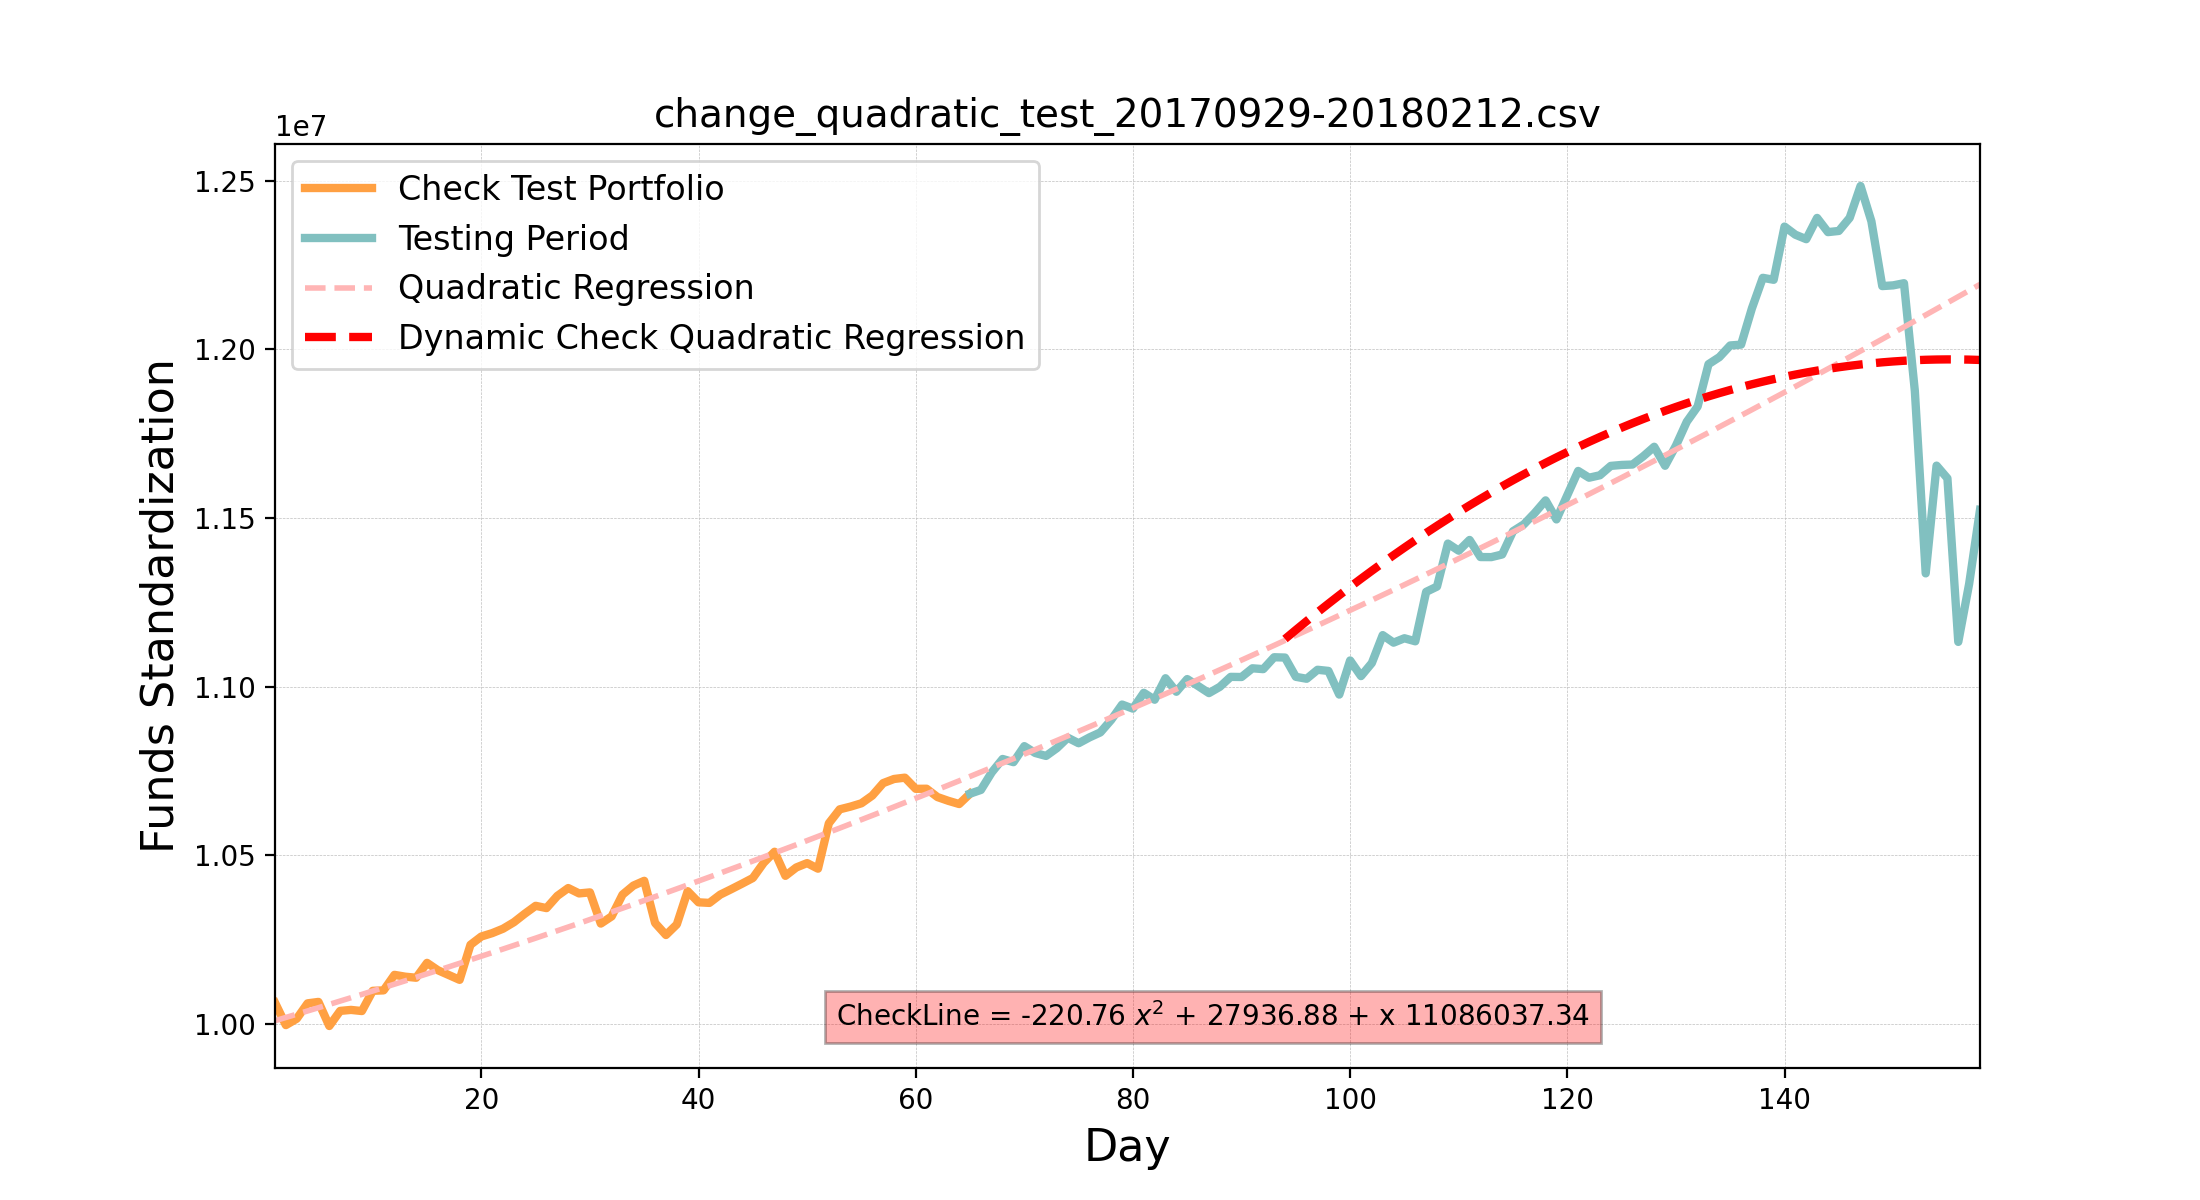 change_quadratic_test_20170929-20180212.csv
1e7
Check Test Portfolio
Testing Period
Quadratic Regression
Dynamic Check Quadratic Regression
Funds Standardization
1.25
1.20
1.15
1.10
1.05
1.00
CheckLine = -220.76 x² + 27936.88 + x 11086037.34
20 40 60 80 100 120 140
Day